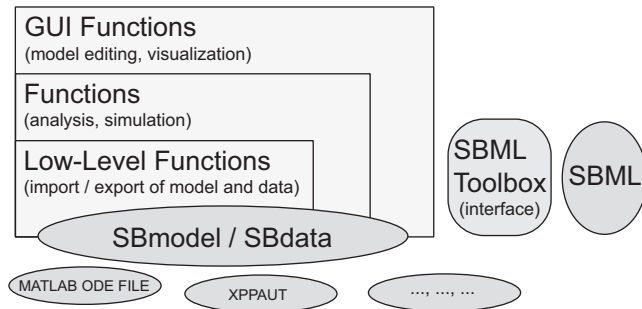 GUI Functions
(model editing, visualization)
Functions
(analysis, simulation)
Low-Level Functions
(import / export of model and data)
SBmodel / SBdata
SBML
Toolbox
(interface)
SBML
MATLAB ODE FILE
XPPAUT
..., ..., ...